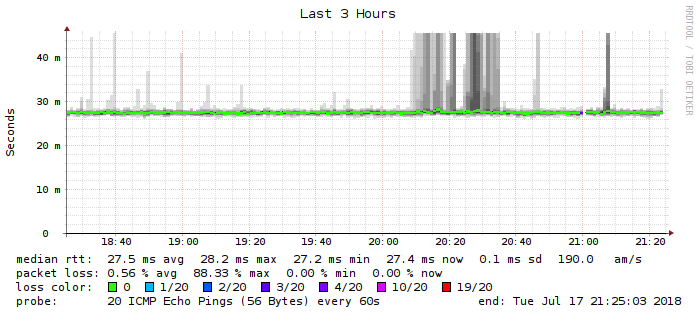 Last 3 Hours
RRDTOOL / TOBI OETIKER
Seconds
40 m
30 m
20 m
10 m
0
18:40 19:00 19:20 19:40 20:00 20:20 20:40 21:00 21:20
median rtt: 27.5 ms avg 28.2 ms max 27.2 ms min 27.4 ms now 0.1 ms sd 190.0 am/s
packet loss: 0.56 % avg 88.33 % max 0.00 % min 0.00 % now
loss color: 0 1/20 2/20 3/20 4/20 10/20 19/20
probe: 20 ICMP Echo Pings (56 Bytes) every 60s end: Tue Jul 17 21:25:03 2018